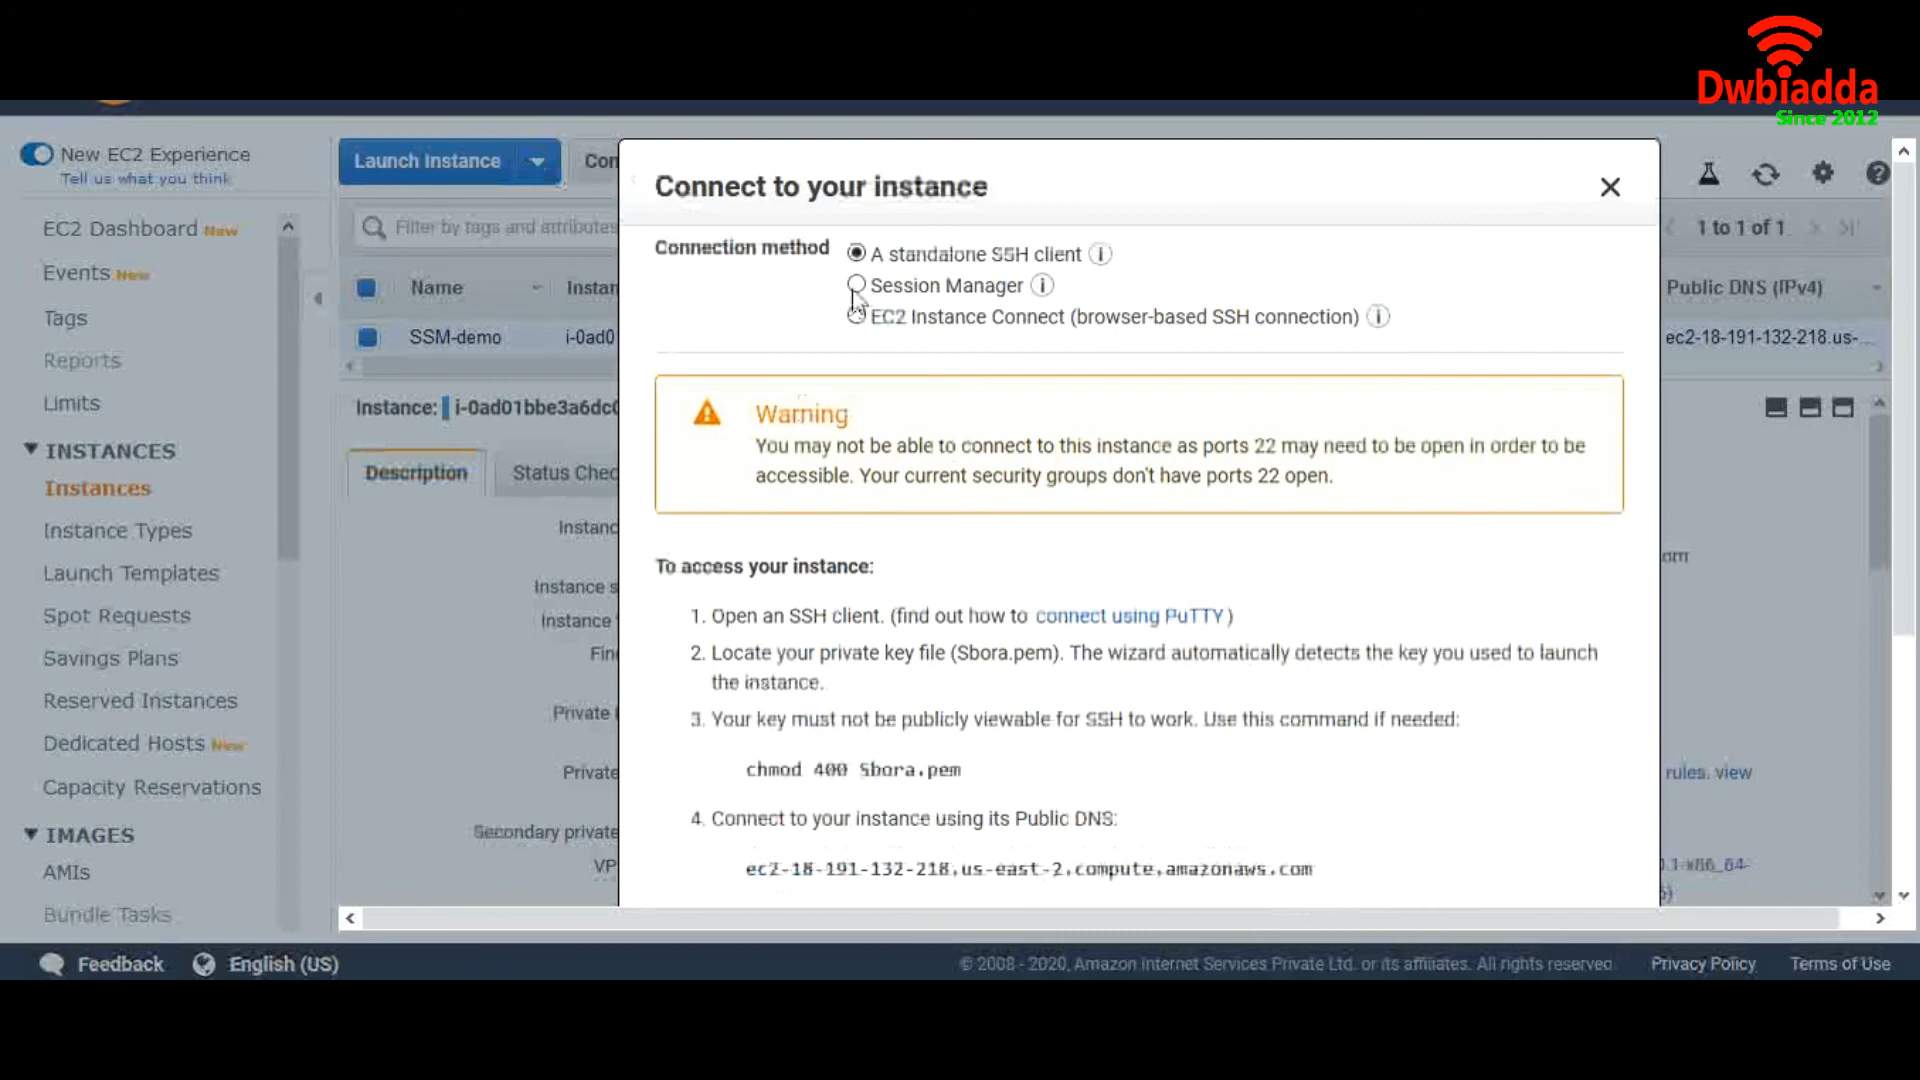 Dwbiadda
Since 2012
New EC2 Experience
Tell us what you think
EC2 Dashboard New
Events New
Tags
Reports
Limits
INSTANCES
Instances
Instance Types
Launch Templates
Spot Requests
Savings Plans
Reserved Instances
Dedicated Hosts New
Capacity Reservations
IMAGES
AMIs
Bundle Tasks
Launch Instance
Con
Filter by tags and attributes
1 to 1 of 1
Name
Instan
Public DNS (IPv4)
SSM-demo
i-0ad0
ec2-18-191-132-218.us-...
Instance:
i-0ad01bbe3a6dc0
Description
Status Chec
Instanc
Instance s
Instance
Fin
Private
Private
Secondary private
VP
om
rules. view
Connect to your instance
Connection method
A standalone SSH client
Session Manager
EC2 Instance Connect (browser-based SSH connection)
Warning
You may not be able to connect to this instance as ports 22 may need to be open in order to be
accessible. Your current security groups don't have ports 22 open.
To access your instance:
1. Open an SSH client. (find out how to connect using PuTTY )
2. Locate your private key file (Sbora.pem). The wizard automatically detects the key you used to launch
the instance.
3. Your key must not be publicly viewable for SSH to work. Use this command if needed:
chmod 400 Sbora.pem
4. Connect to your instance using its Public DNS:
ec2-18-191-132-218.us-east-2.compute.amazonaws.com
Feedback
English (US)
© 2008 - 2020, Amazon Internet Services Private Ltd. or its affiliates. All rights reserved.
Privacy Policy
Terms of Use